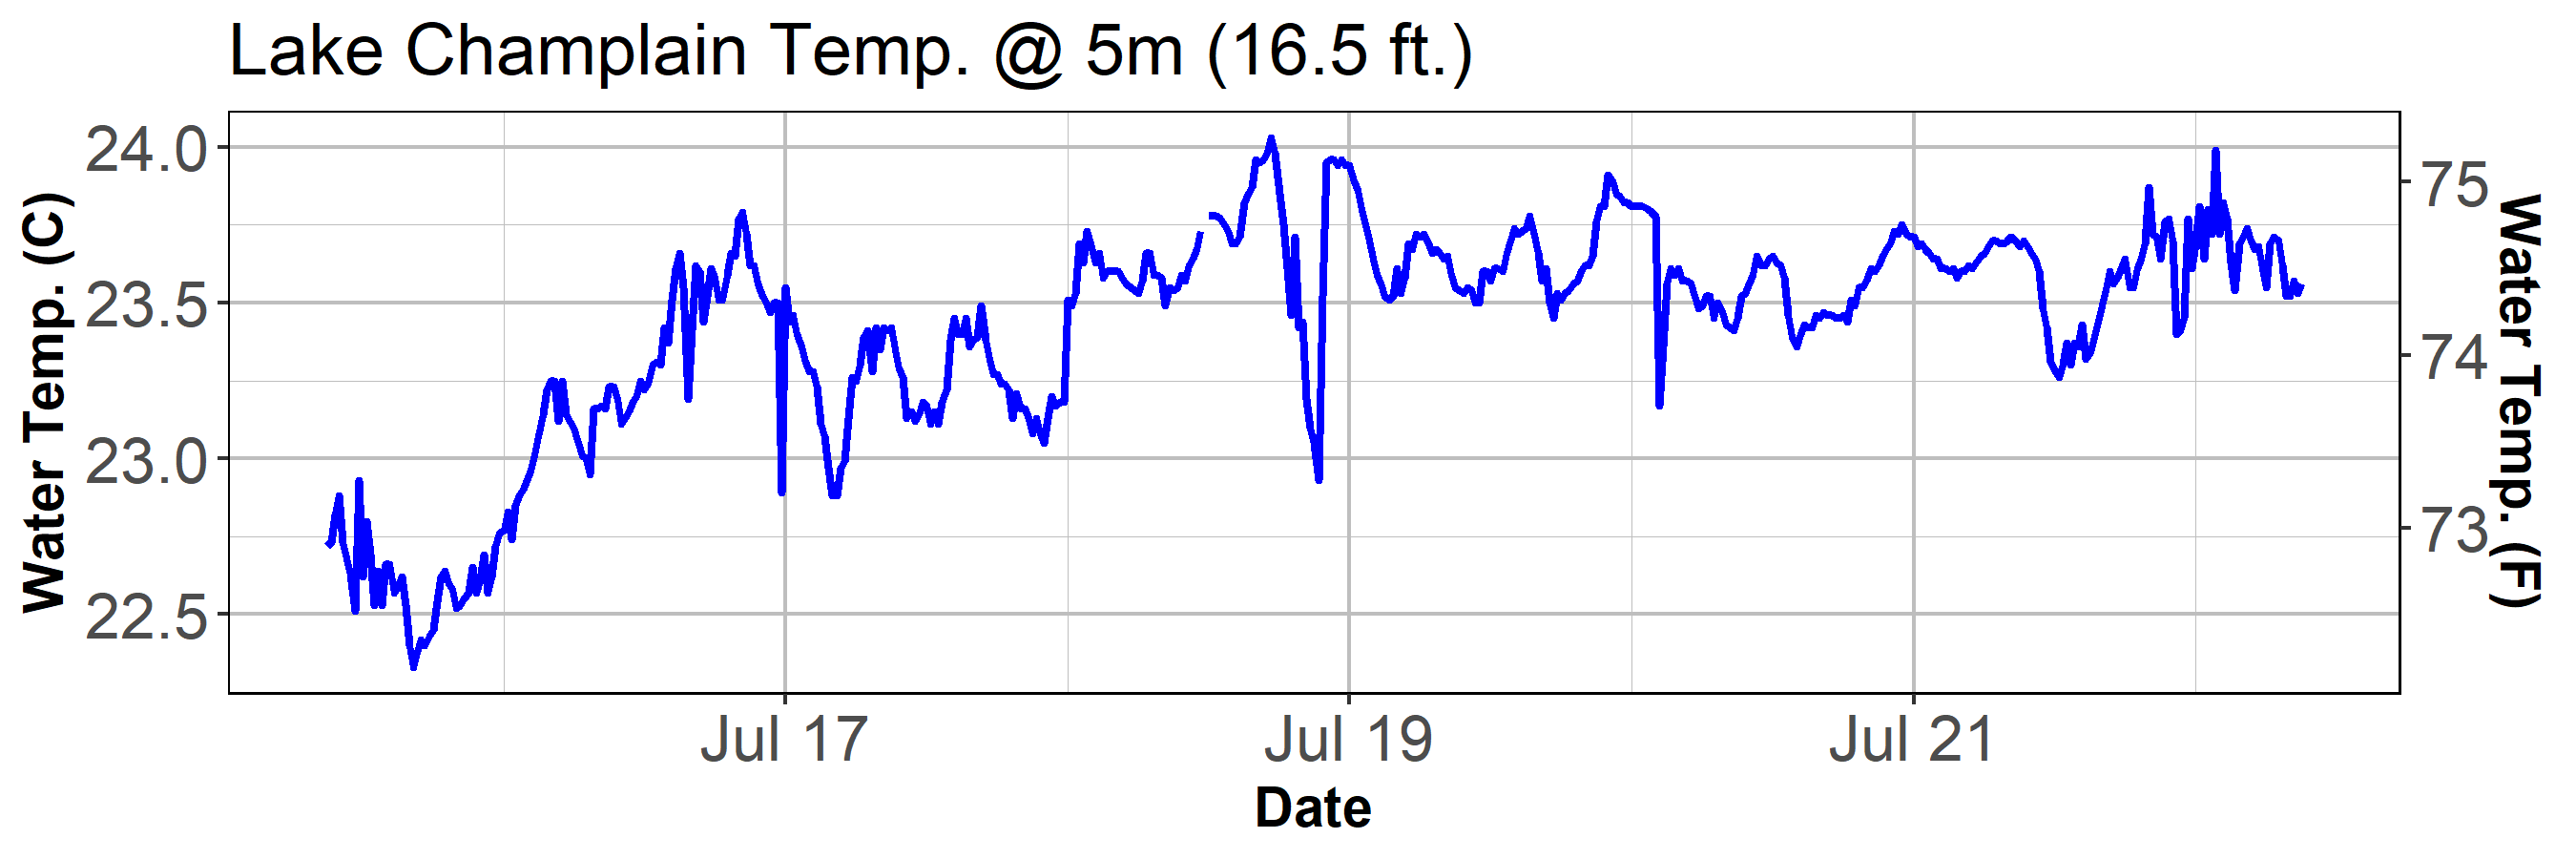 Lake Champlain Temp. @ 5m (16.5 ft.)
Water Temp. (C)
24.0
23.5
23.0
22.5
75
74
73
Water Temp. (F)
Jul 17
Jul 19
Jul 21
Date